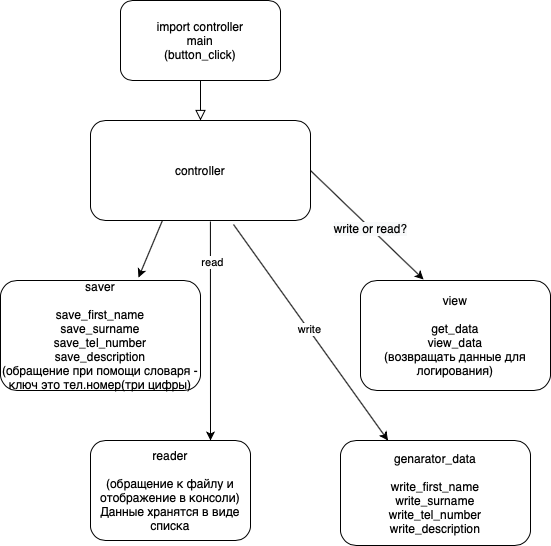 import controller
main
(button_click)
controller
write or read?
read
write
saver
save_first_name
save_surname
save_tel_number
save_description
(обращение при помощи словаря -
ключ это тел.номер(три цифры)
view
get_data
view_data
(возвращать данные для
логирования)
reader
(обращение к файлу и
отображение в консоли)
Данные хранятся в виде
списка
genarator_data
write_first_name
write_surname
write_tel_number
write_description